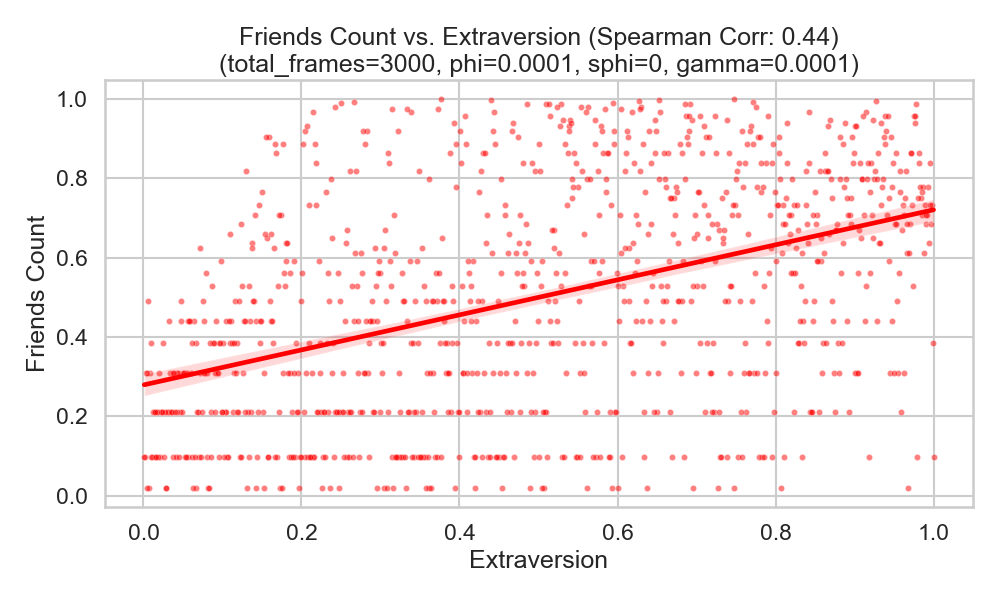 Friends Count vs. Extraversion (Spearman Corr: 0.44)
(total_frames=3000, phi=0.0001, sphi=0, gamma=0.0001)
Friends Count
1.0
0.8
0.6
0.4
0.2
0.0
0.0 0.2 0.4 0.6 0.8 1.0
Extraversion